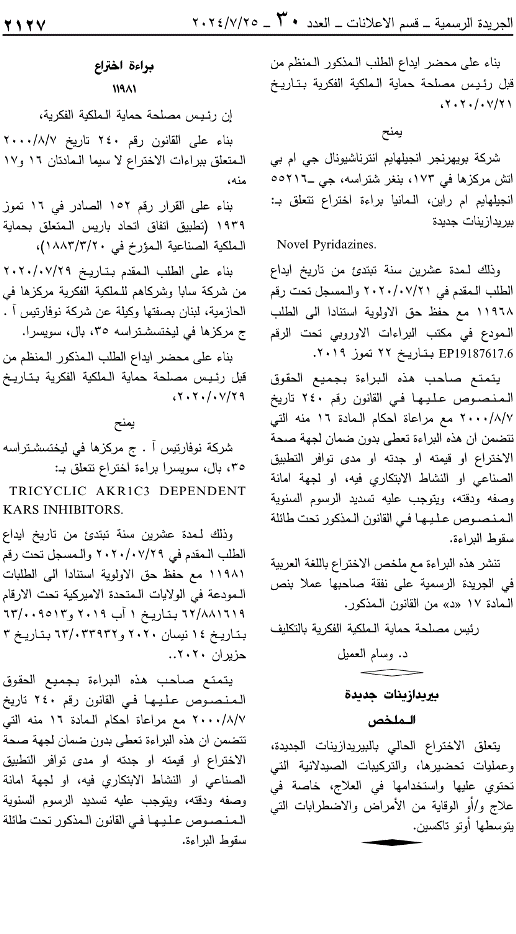 الجريدة الرسمية ــ قسم الاعلانات ــ العدد ٣٠ ــ ٢٠٢٤/٧/٢٥
٢١٢٧
بناء على محضر ايداع الطلب المذكور المنظم من
قبل رئيس مصلحة حماية الملكية الفكرية بتاريخ
٢٠٢٠/٠٧/٢١،
يمنح
شركة بويهرنجر انجيلهايم انترناشيونال جي ام بي
اتش مركزها في ١٧٣، بنغر شتراسه، جي ــ٥٥٢١٦
انجيلهايم ام راين، المانيا براءة اختراع تتعلق بـ:
بيريدازينات جديدة
Novel Pyridazines.
وذلك لمدة عشرين سنة تبتدئ من تاريخ ايداع
الطلب المقدم في ٢٠٢٠/٠٧/٢١ والمسجل تحت رقم
١١٩٦٨ مع حفظ حق الاولوية استنادا الى الطلب
المودع في مكتب البراءات الاوروبي تحت الرقم
EP19187617.6 بتاريخ ٢٢ تموز ٢٠١٩.
يتمتع صاحب هذه البراءة بجميع الحقوق
المنصوص عليها في القانون رقم ٢٤٠ تاريخ
٢٠٠٠/٨/٧ مع مراعاة احكام المادة ١٦ منه التي
تتضمن ان هذه البراءة تعطى بدون ضمان لجهة صحة
الاختراع او قيمته او جدته او مدى توافر التطبيق
الصناعي او النشاط الابتكاري فيه، او لجهة امانة
وصفه ودقته، ويتوجب عليه تسديد الرسوم السنوية
المنصوص عليها في القانون المذكور تحت طائلة
سقوط البراءة.
تنشر هذه البراءة مع ملخص الاختراع باللغة العربية
في الجريدة الرسمية على نفقة صاحبها عملا بنص
المادة ١٧ «د» من القانون المذكور.
رئيس مصلحة حماية الملكية الفكرية بالتكليف
د. وسام العميل
بيريدازينات جديدة
الملخص
يتعلق الاختراع الحالي بالبيريدازينات الجديدة،
وعمليات تحضيرها، والتركيبات الصيدلانية التي
تحتوي عليها واستخدامها في العلاج، خاصة في
علاج و/أو الوقاية من الأمراض والاضطرابات التي
يتوسطها أوتو تاكسين.
براءة اختراع
١١٩٨١
إن رئيس مصلحة حماية الملكية الفكرية،
بناء على القانون رقم ٢٤٠ تاريخ ٢٠٠٠/٨/٧
المتعلق ببراءات الاختراع لا سيما المادتان ١٦ و١٧
منه،
بناء على القرار رقم ١٥٢ الصادر في ١٦ تموز
١٩٣٩ (تطبيق اتفاق اتحاد باريس المتعلق بحماية
الملكية الصناعية المؤرخ في ١٨٨٣/٣/٢٠)،
بناء على الطلب المقدم بتاريخ ٢٠٢٠/٠٧/٢٩
من شركة سابا وشركاهم للملكية الفكرية مركزها في
الحازمية، لبنان بصفتها وكيلة عن شركة نوفارتيس آ .
ج مركزها في ليختسشتراسه ٣٥، بال، سويسرا.
بناء على محضر ايداع الطلب المذكور المنظم من
قبل رئيس مصلحة حماية الملكية الفكرية بتاريخ
٢٠٢٠/٠٧/٢٩،
يمنح
شركة نوفارتيس آ . ج مركزها في ليختسشتراسه
٣٥، بال، سويسرا براءة اختراع تتعلق بـ:
TRICYCLIC AKR1C3 DEPENDENT
KARS INHIBITORS.
وذلك لمدة عشرين سنة تبتدئ من تاريخ ايداع
الطلب المقدم في ٢٠٢٠/٠٧/٢٩ والمسجل تحت رقم
١١٩٨١ مع حفظ حق الاولوية استنادا الى الطلبات
المودعة في الولايات المتحدة الاميركية تحت الارقام
٦٢/٨٨١٦١٩ بتاريخ ١ آب ٢٠١٩ و٦٣/٠٠٩٥١٣
بتاريخ ١٤ نيسان ٢٠٢٠ و٦٣/٠٣٣٩٣٢ بتاريخ ٣
حزيران ٢٠٢٠..
يتمتع صاحب هذه البراءة بجميع الحقوق
المنصوص عليها في القانون رقم ٢٤٠ تاريخ
٢٠٠٠/٨/٧ مع مراعاة احكام المادة ١٦ منه التي
تتضمن ان هذه البراءة تعطى بدون ضمان لجهة صحة
الاختراع او قيمته او جدته او مدى توافر التطبيق
الصناعي او النشاط الابتكاري فيه، او لجهة امانة
وصفه ودقته، ويتوجب عليه تسديد الرسوم السنوية
المنصوص عليها في القانون المذكور تحت طائلة
سقوط البراءة.